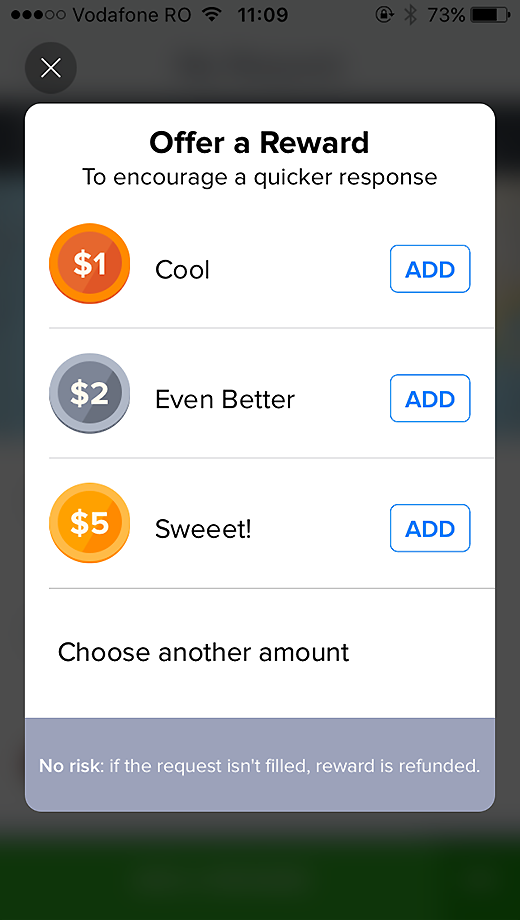 Vodafone RO 11:09 73%
Offer a Reward
To encourage a quicker response
$1 Cool ADD
$2 Even Better ADD
$5 Sweeet! ADD
Choose another amount
No risk: if the request isn't filled, reward is refunded.